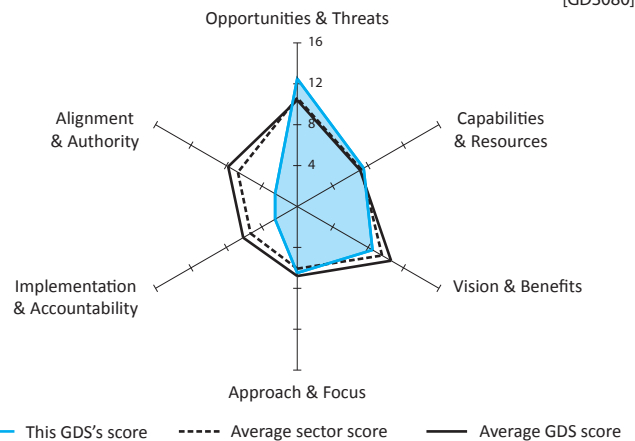 [GDS080]
Opportunities & Threats
16
12
8
4
Alignment
& Authority
Capabilities
& Resources
Implementation
& Accountability
Vision & Benefits
Approach & Focus
This GDS's score
Average sector score
Average GDS score